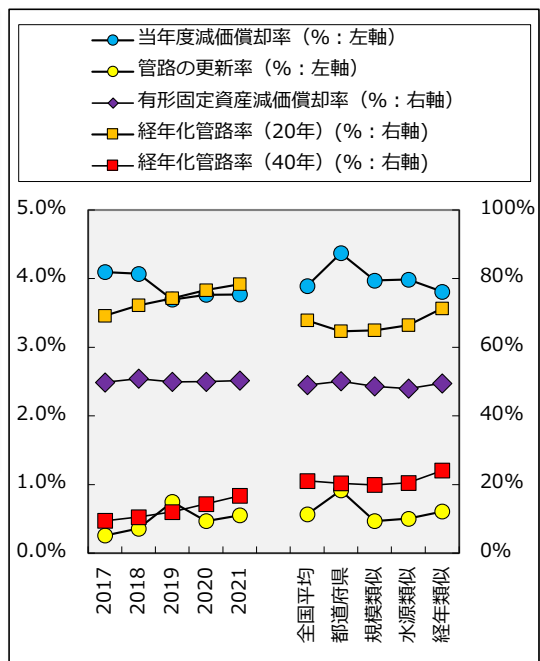 当年度減価償却率（%：左軸）
管路の更新率（%：左軸）
有形固定資産減価償却率（%：右軸）
経年化管路率（20年）(%：右軸)
経年化管路率（40年）(%：右軸)
5.0%
4.0%
3.0%
2.0%
1.0%
0.0%
100%
80%
60%
40%
20%
0%
2017
2018
2019
2020
2021
全国平均
都道府県
規模類似
水源類似
経年類似